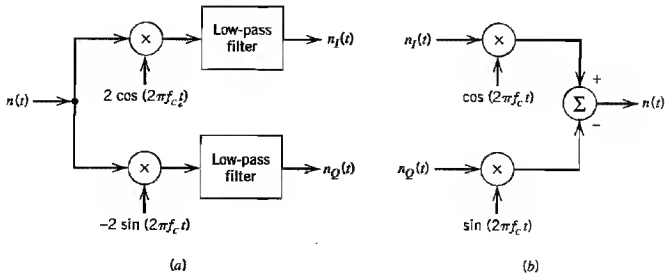 n(t)
×
2 cos (2πf_c t)
Low-pass
filter
n_I(t)
×
−2 sin (2πf_c t)
Low-pass
filter
n_Q(t)
(a)
n_I(t)
×
cos (2πf_c t)
+
Σ
−
n(t)
n_Q(t)
×
sin (2πf_c t)
(b)